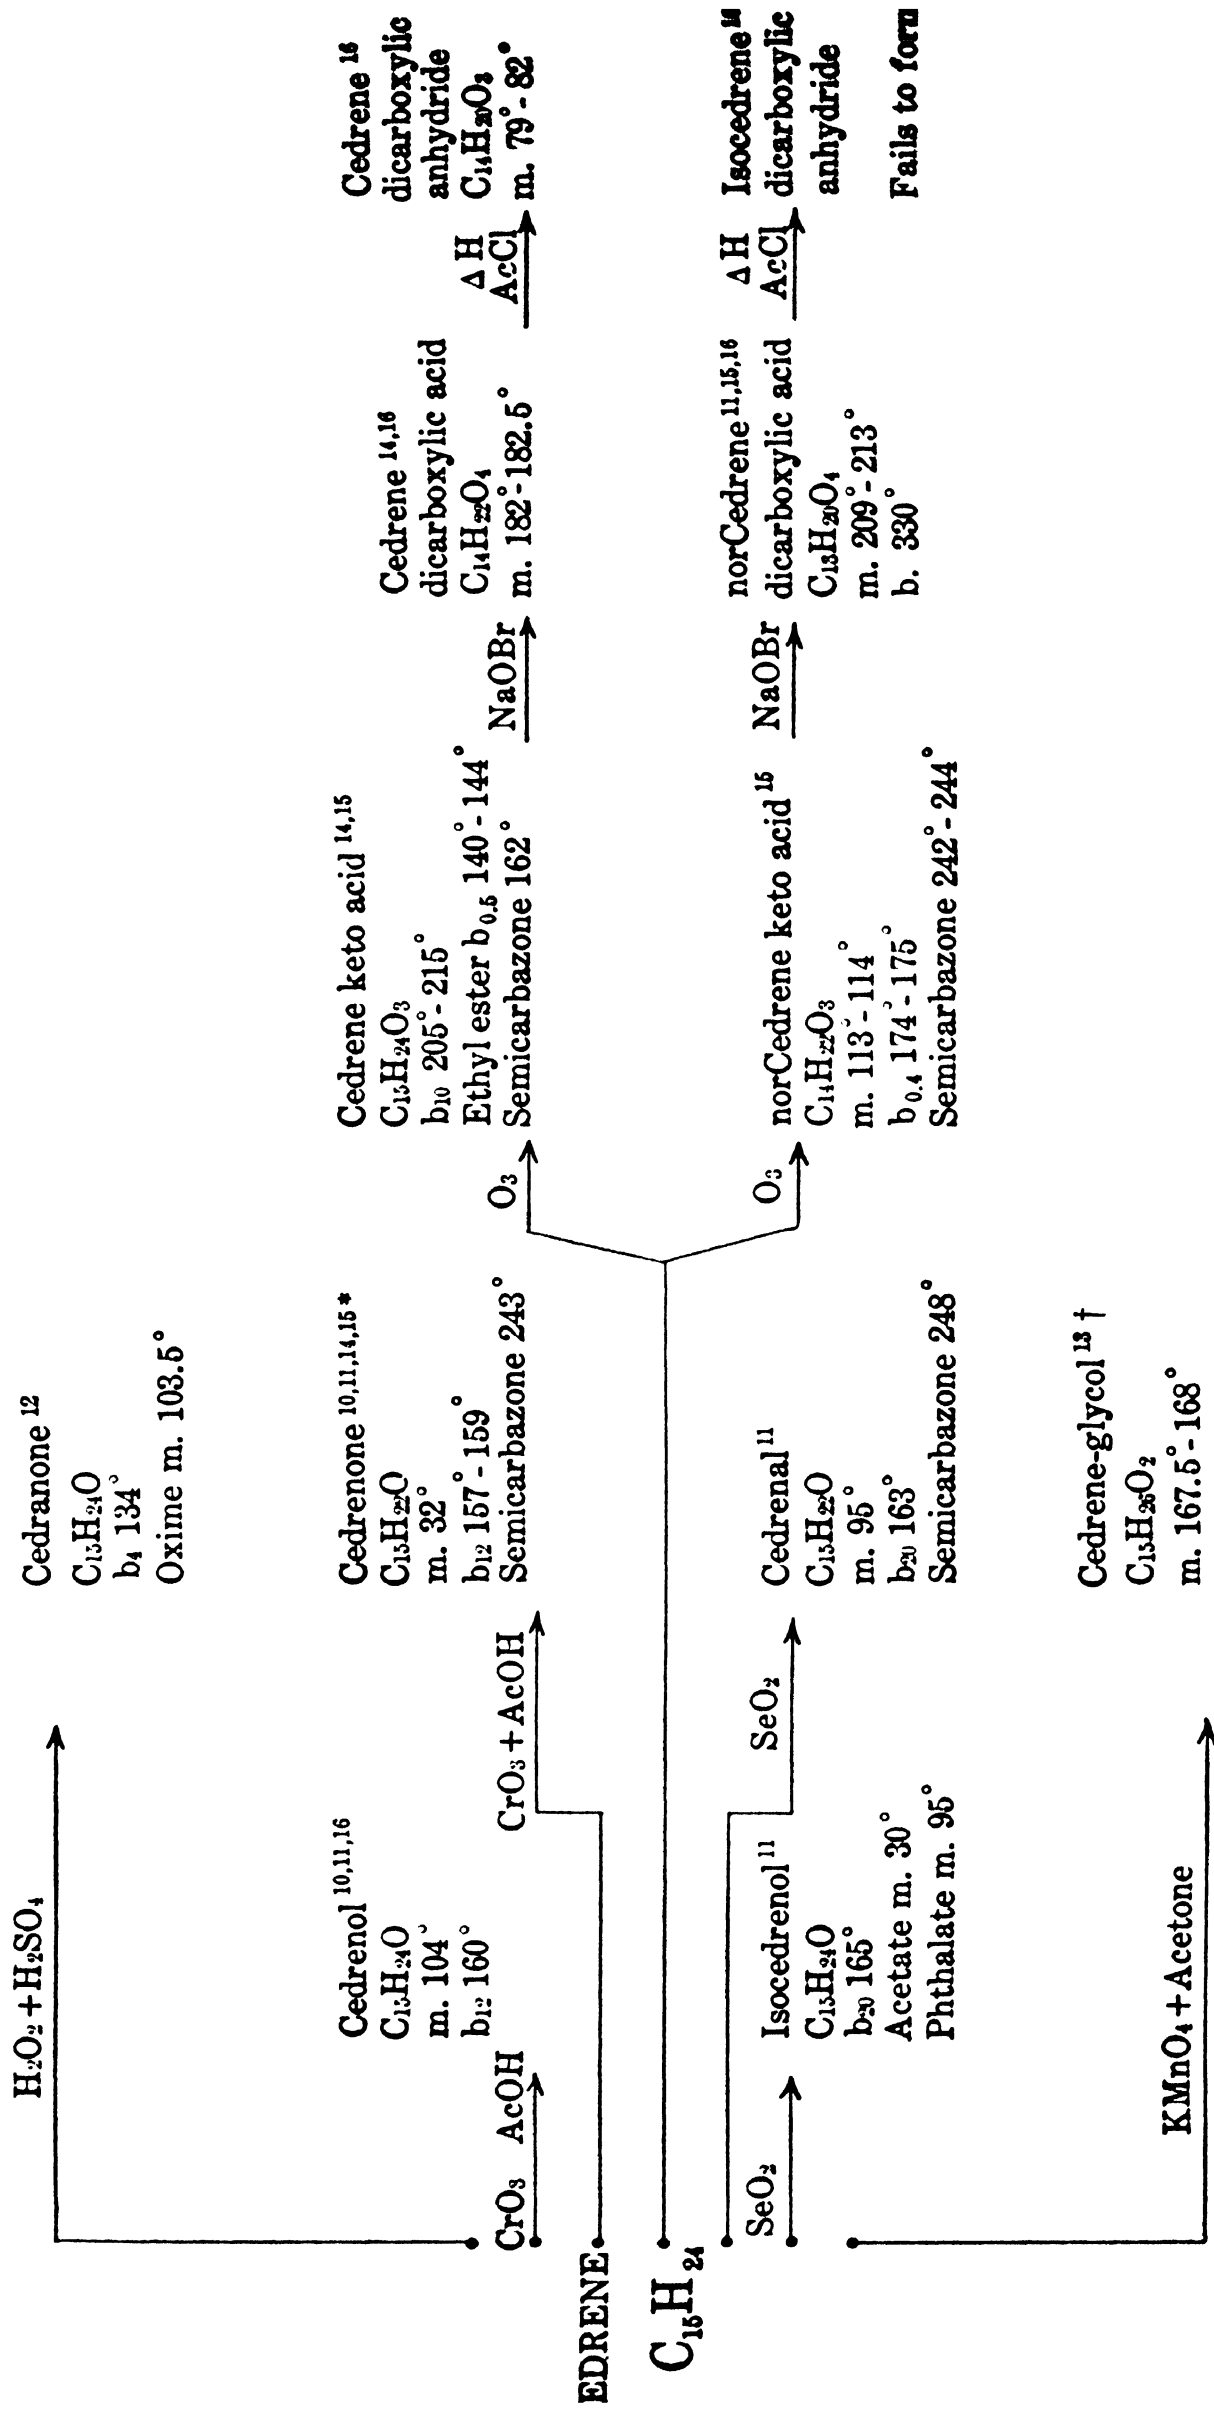 H₂O₂ + H₂SO₄
Cedranone ¹²
C₁₅H₂₄O
b₄ 134°
Oxime m. 103.5°
CrO₃ AcOH
Cedrenol ¹⁰,¹¹,¹⁶
C₁₅H₂₄O
m. 104°
b₁₂ 160°
CrO₃ + AcOH
Cedrenone ¹⁰,¹¹,¹⁴,¹⁵ *
C₁₅H₂₂O
m. 32°
b₁₂ 157° - 159°
Semicarbazone 243°
O₃
Cedrene keto acid ¹⁴,¹⁵
C₁₅H₂₄O₃
b₁₀ 205° - 215°
Ethyl ester b₀.₅ 140° - 144°
Semicarbazone 162°
NaOBr
Cedrene ¹⁴,¹⁶
dicarboxylic acid
C₁₄H₂₂O₄
m. 182° - 182.5°
Δ H
AcCl
Cedrene ¹⁶
dicarboxylic
anhydride
C₁₄H₂₀O₃
m. 79° - 82°
EDRENE
C₁₅H₂₄
SeO₂
Isocedrenol ¹¹
C₁₅H₂₄O
b₂₀ 165°
Acetate m. 30°
Phthalate m. 95°
SeO₂
Cedrenal ¹¹
C₁₅H₂₂O
m. 95°
b₂₀ 163°
Semicarbazone 248°
O₃
norCedrene keto acid ¹⁵
C₁₄H₂₂O₃
m. 113° - 114°
b₀.₄ 174° - 175°
Semicarbazone 242° - 244°
NaOBr
norCedrene ¹¹,¹⁵,¹⁶
dicarboxylic acid
C₁₃H₂₀O₄
m. 209° - 213°
b. 330°
Δ H
AcCl
Isocedrene
dicarboxylic
anhydride
Fails to form
KMnO₄ + Acetone
Cedrene-glycol ¹³ †
C₁₅H₂₆O₂
m. 167.5° - 168°